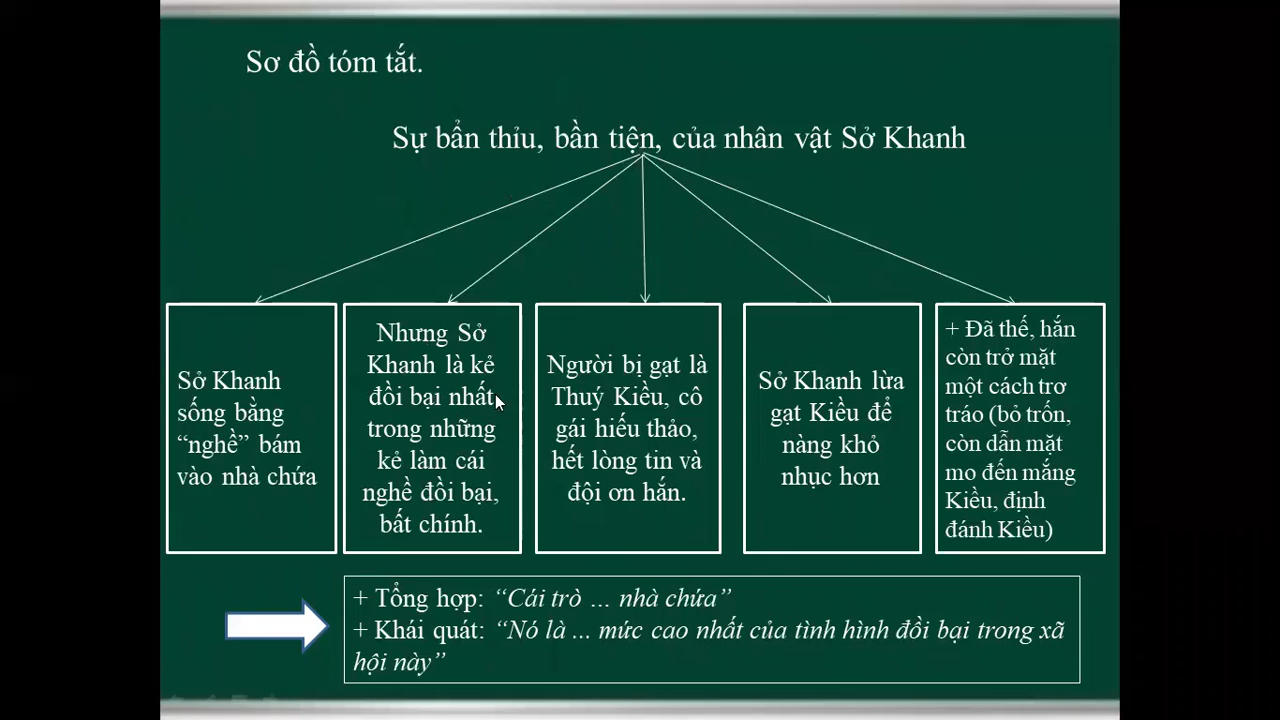 Sơ đồ tóm tắt.
Sự bẩn thỉu, bần tiện, của nhân vật Sở Khanh
Sở Khanh
sống bằng
“nghề” bám
vào nhà chứa
Nhưng Sở
Khanh là kẻ
đồi bại nhất
trong những
kẻ làm cái
nghề đồi bại,
bất chính.
Người bị gạt là
Thuý Kiều, cô
gái hiếu thảo,
hết lòng tin và
đội ơn hắn.
Sở Khanh lừa
gạt Kiều để
nàng khỏ
nhục hơn
+ Đã thế, hắn
còn trở mặt
một cách trơ
tráo (bỏ trốn,
còn dẫn mặt
mo đến mắng
Kiều, định
đánh Kiều)
+ Tổng hợp: “Cái trò ... nhà chứa”
+ Khái quát: “Nó là ... mức cao nhất của tình hình đồi bại trong xã
hội này”